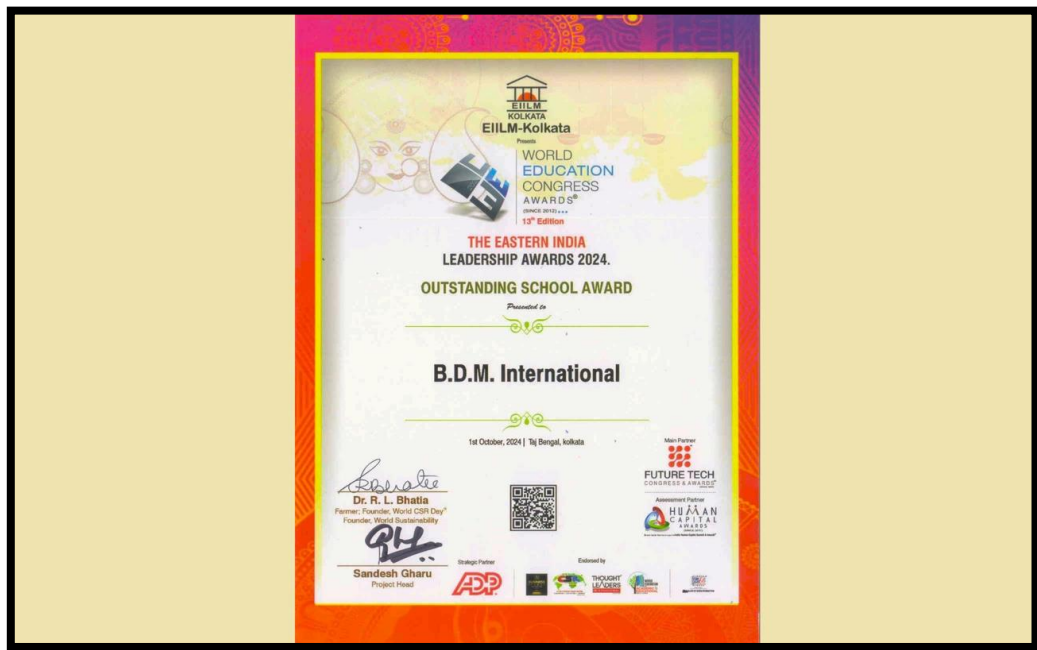 EIILM
KOLKATA
EIILM-Kolkata
Presents
WORLD
EDUCATION
CONGRESS
AWARDS®
(SINCE 2012)...
13th Edition
THE EASTERN INDIA
LEADERSHIP AWARDS 2024.
OUTSTANDING SCHOOL AWARD
Presented to
B.D.M. International
1st October, 2024 | Taj Bengal, kolkata
Dr. R. L. Bhatia
Farmer; Founder, World CSR Day®
Founder, World Sustainability
Sandesh Gharu
Project Head
Main Partner
FUTURE TECH
CONGRESS & AWARDS®
Assessment Partner
HUMAN
CAPITAL
AWARDS
Strategic Partner
ADP
Endorsed by
CSR
THOUGHT
LEADERS